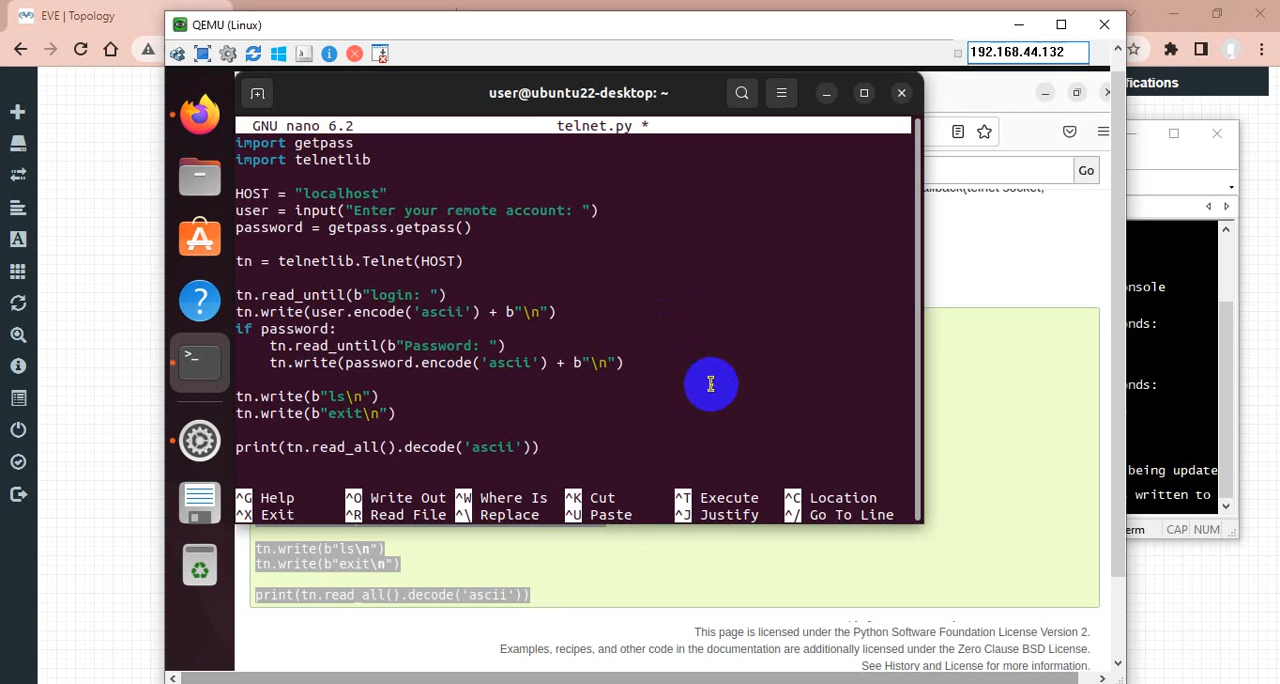 EVE | Topology
QEMU (Linux)
192.168.44.132
user@ubuntu22-desktop: ~
GNU nano 6.2 telnet.py *
import getpass
import telnetlib
HOST = "localhost"
user = input("Enter your remote account: ")
password = getpass.getpass()
tn = telnetlib.Telnet(HOST)
tn.read_until(b"login: ")
tn.write(user.encode('ascii') + b"\n")
if password:
tn.read_until(b"Password: ")
tn.write(password.encode('ascii') + b"\n")
tn.write(b"ls\n")
tn.write(b"exit\n")
print(tn.read_all().decode('ascii'))
^G Help ^O Write Out ^W Where Is ^K Cut ^T Execute ^C Location
^X Exit ^R Read File ^\ Replace ^U Paste ^J Justify ^/ Go To Line
Go
tn.write(b"ls\n")
tn.write(b"exit\n")
print(tn.read_all().decode('ascii'))
This page is licensed under the Python Software Foundation License Version 2.
Examples, recipes, and other code in the documentation are additionally licensed under the Zero Clause BSD License.
See History and License for more information.
fications
nsole
onds:
onds:
being update
written to
erm CAP NUM